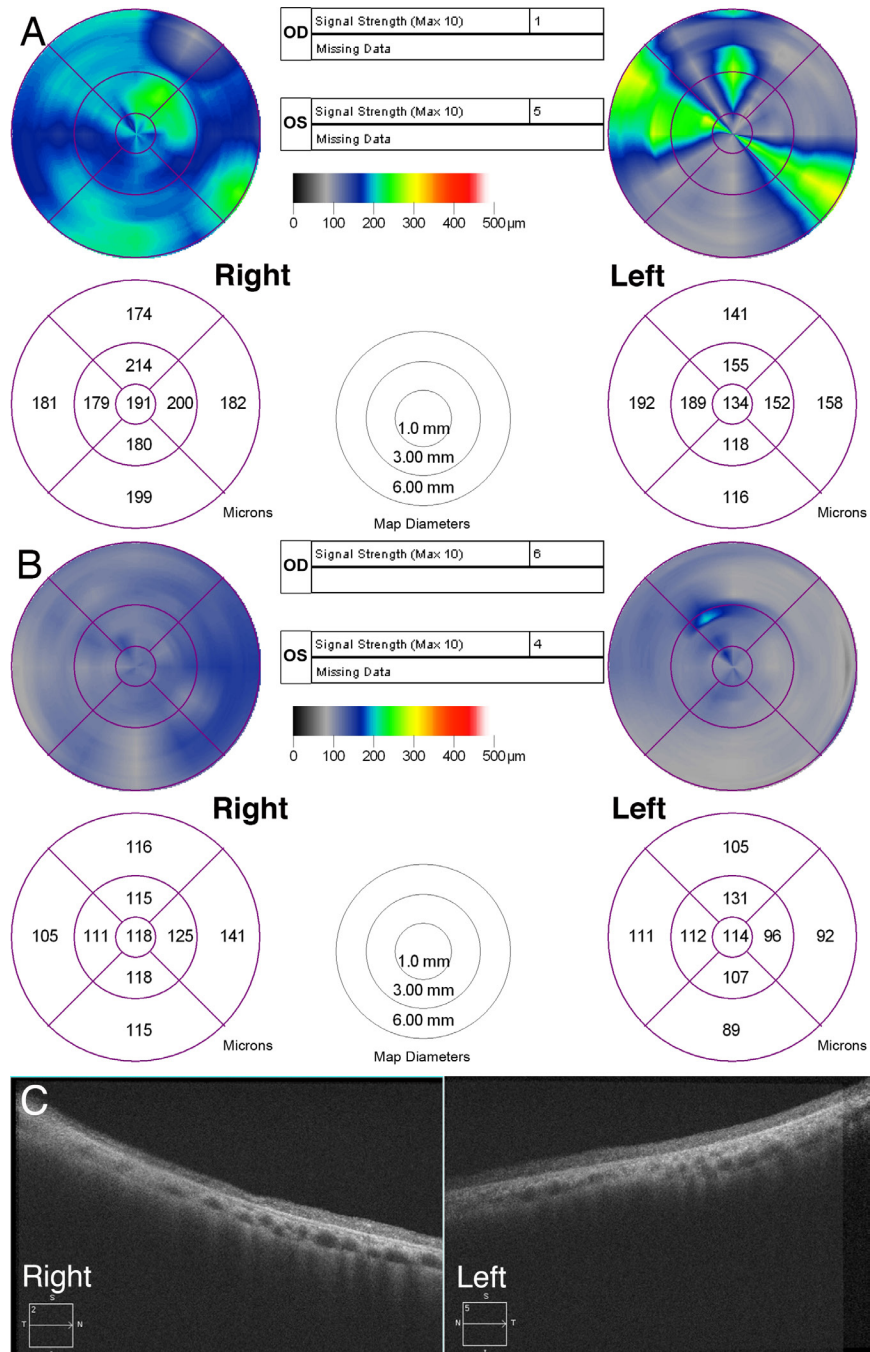 A
OD Signal Strength (Max 10) 1
Missing Data
OS Signal Strength (Max 10) 5
Missing Data
0 100 200 300 400 500 µm
Right Left
174
214
181 179 191 200 182
180
199
Microns
1.0 mm
3.00 mm
6.00 mm
Map Diameters
141
155
192 189 134 152 158
118
116
Microns
B
OD Signal Strength (Max 10) 6
OS Signal Strength (Max 10) 4
Missing Data
0 100 200 300 400 500 µm
Right Left
116
115
105 111 118 125 141
118
115
Microns
1.0 mm
3.00 mm
6.00 mm
Map Diameters
105
131
111 112 114 96 92
107
89
Microns
C
Right
S
2
T N
Left
S
5
N T